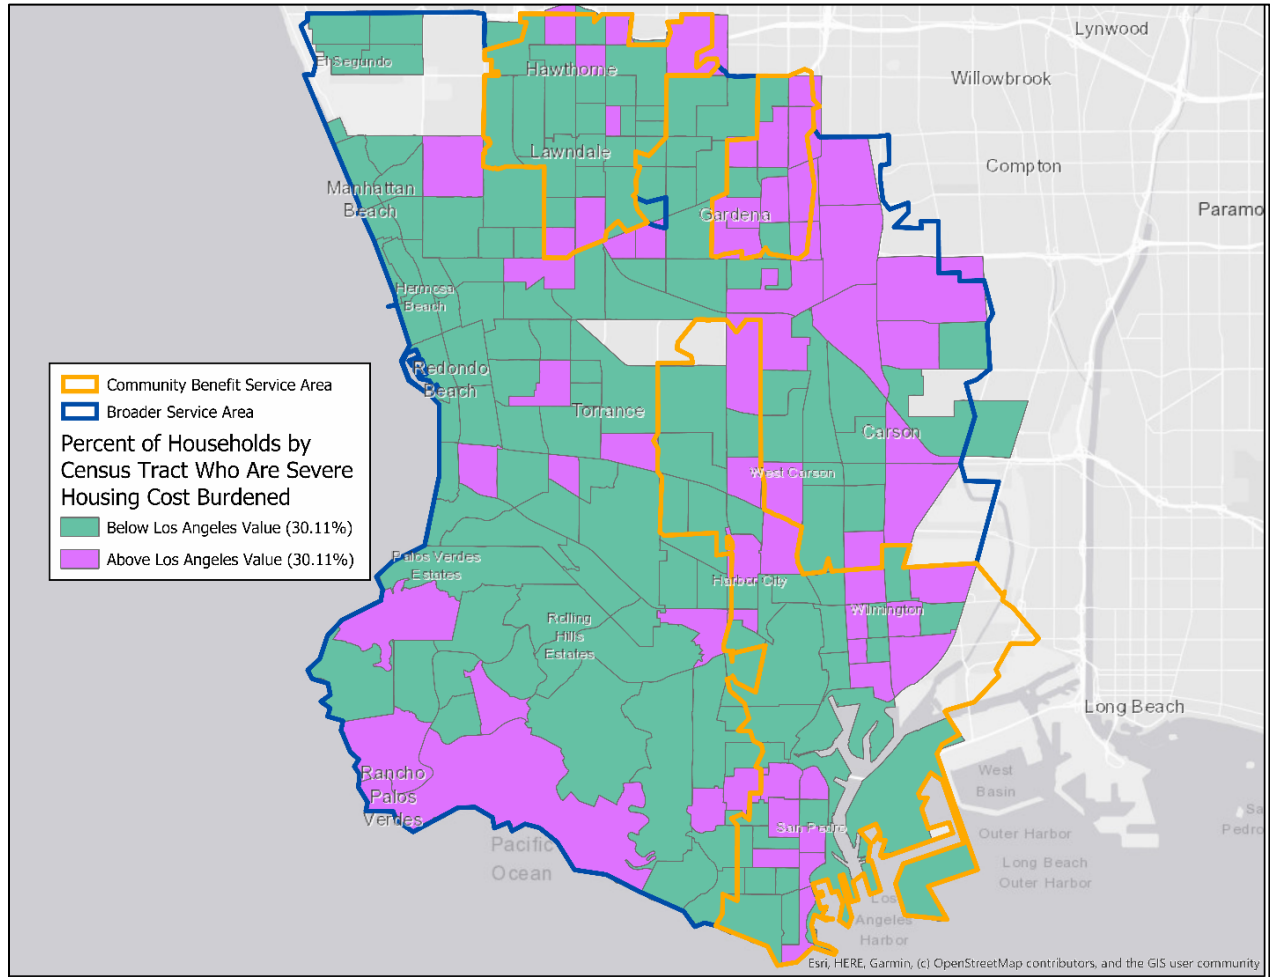 Lynwood
El Segundo
Hawthorne
Willowbrook
Lawndale
Compton
Manhattan
Beach
Paramo
Gardena
Hermosa
Beach
Redondo
Beach
Community Benefit Service Area
Broader Service Area
Percent of Households by
Census Tract Who Are Severe
Housing Cost Burdened
Below Los Angeles Value (30.11%)
Above Los Angeles Value (30.11%)
Torrance
Carson
West Carson
Palos Verdes
Estates
Harbor City
Wilmington
Rolling
Hills
Estates
Long Beach
Rancho
Palos
Verdes
West
Basin
San Pedro
Sa
Pedro
Outer Harbor
Pacific
Ocean
Long Beach
Outer Harbor
Los
Angeles
Harbor
Esri, HERE, Garmin, (c) OpenStreetMap contributors, and the GIS user community